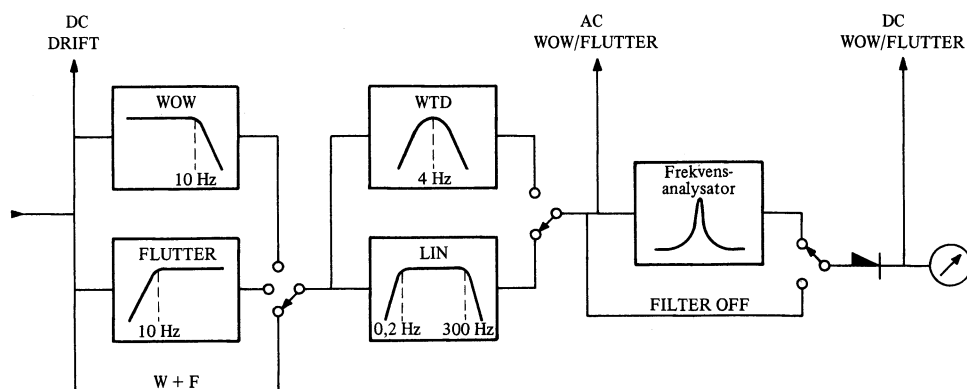 DC
DRIFT
AC
WOW/FLUTTER
DC
WOW/FLUTTER
WOW
10 Hz
WTD
4 Hz
Frekvens-
analysator
FLUTTER
10 Hz
LIN
0,2 Hz 300 Hz
FILTER OFF
W + F